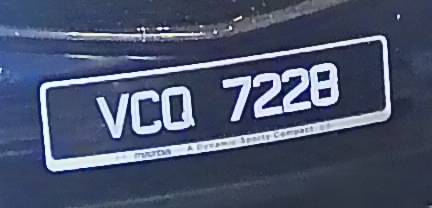 VCQ 7228
mazda A Dynamic Sporty Compact